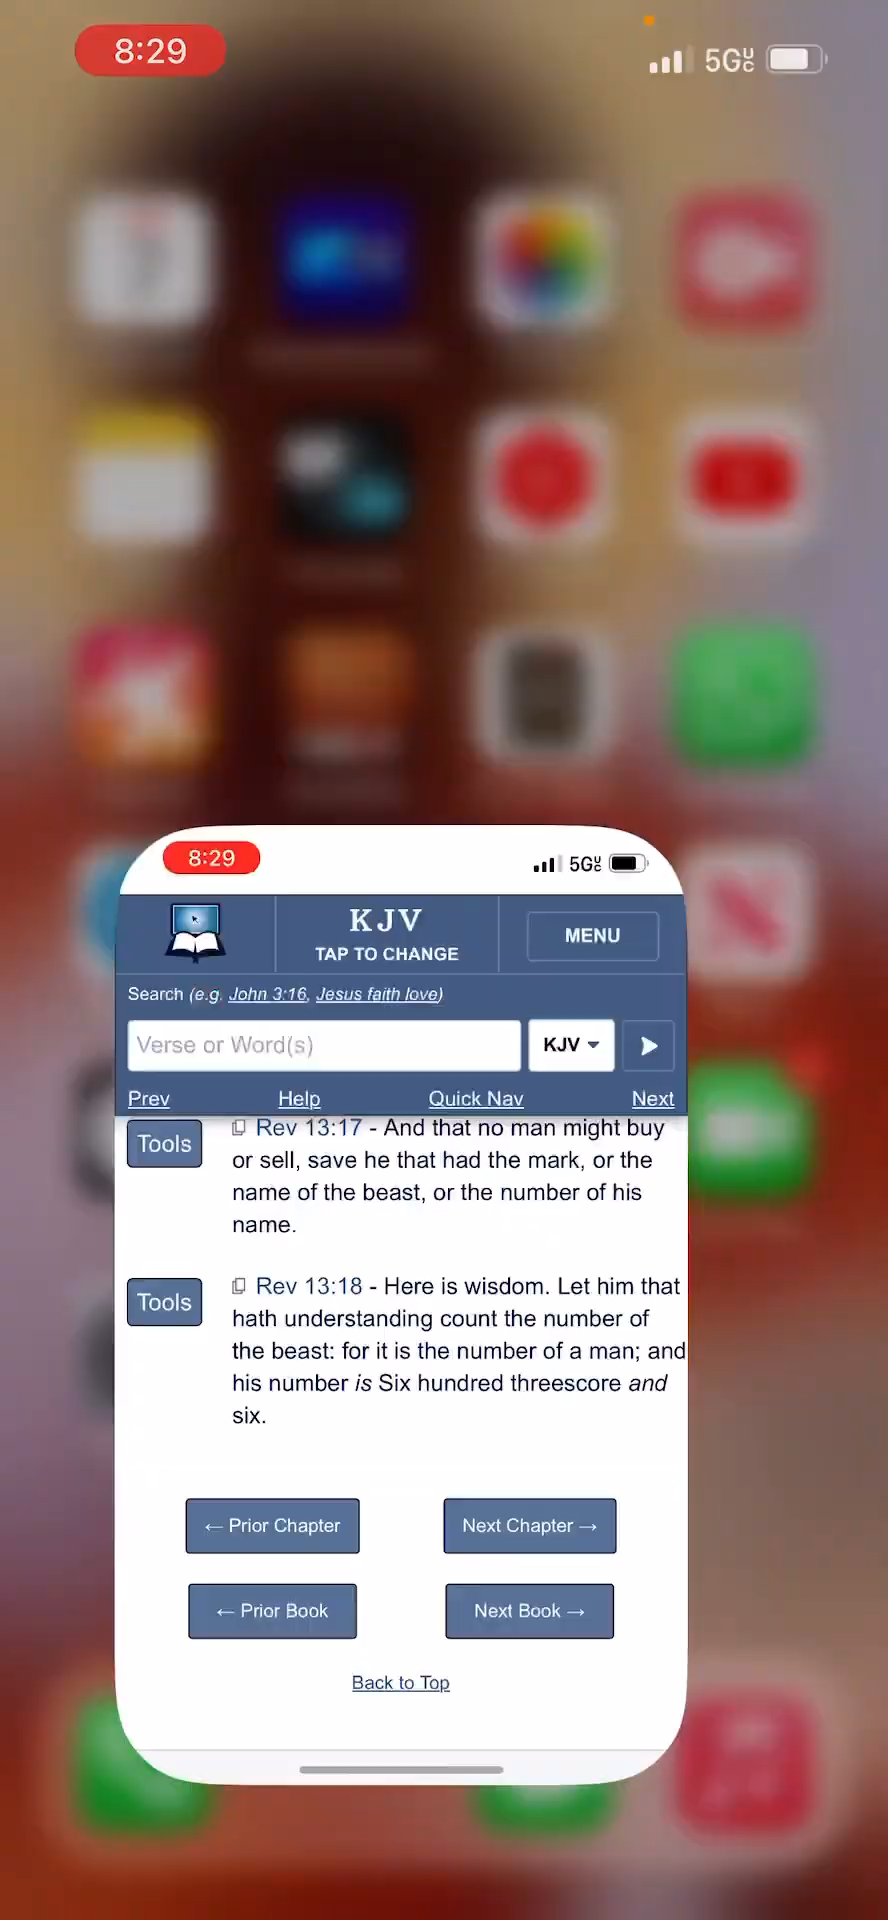 8:29
5GUC
8:29
5GUC
KJV
TAP TO CHANGE
MENU
Search (e.g. John 3:16, Jesus faith love)
Verse or Word(s)
KJV
Prev Help Quick Nav Next
Tools
Rev 13:17 - And that no man might buy
or sell, save he that had the mark, or the
name of the beast, or the number of his
name.
Tools
Rev 13:18 - Here is wisdom. Let him that
hath understanding count the number of
the beast: for it is the number of a man; and
his number is Six hundred threescore and
six.
← Prior Chapter
Next Chapter →
← Prior Book
Next Book →
Back to Top